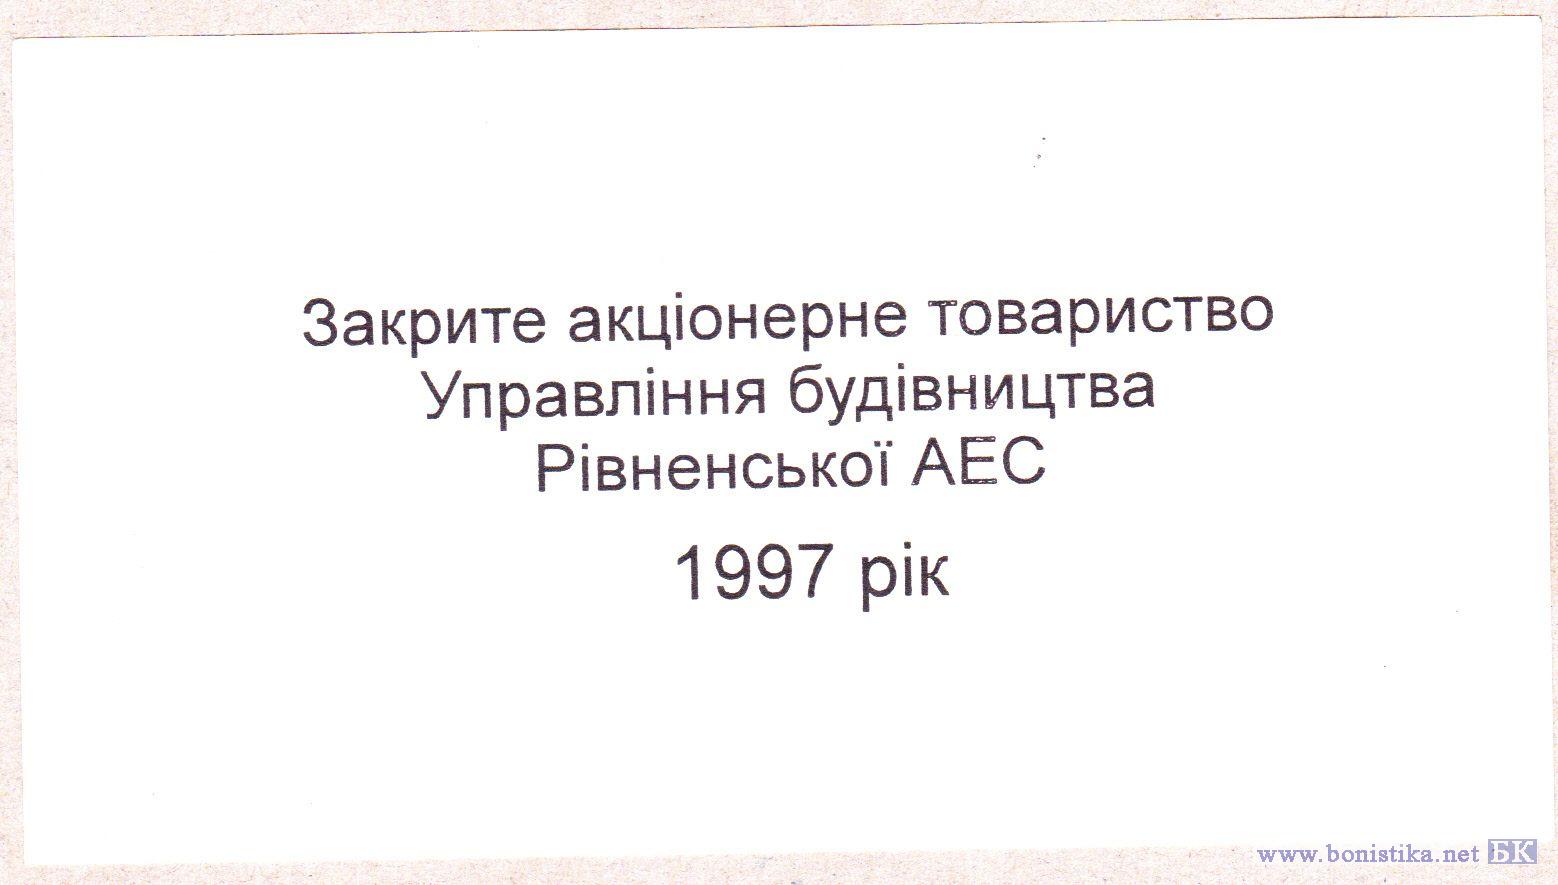 Закрите акціонерне товариство
Управління будівництва
Рівненської АЕС
1997 рік
www.bonistika.net БК